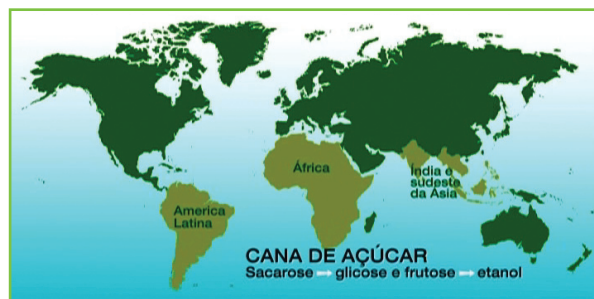 África
Índia e
sudeste
da Ásia
America
Latina
CANA DE AÇÚCAR
Sacarose ➡ glicose e frutose ➡ etanol